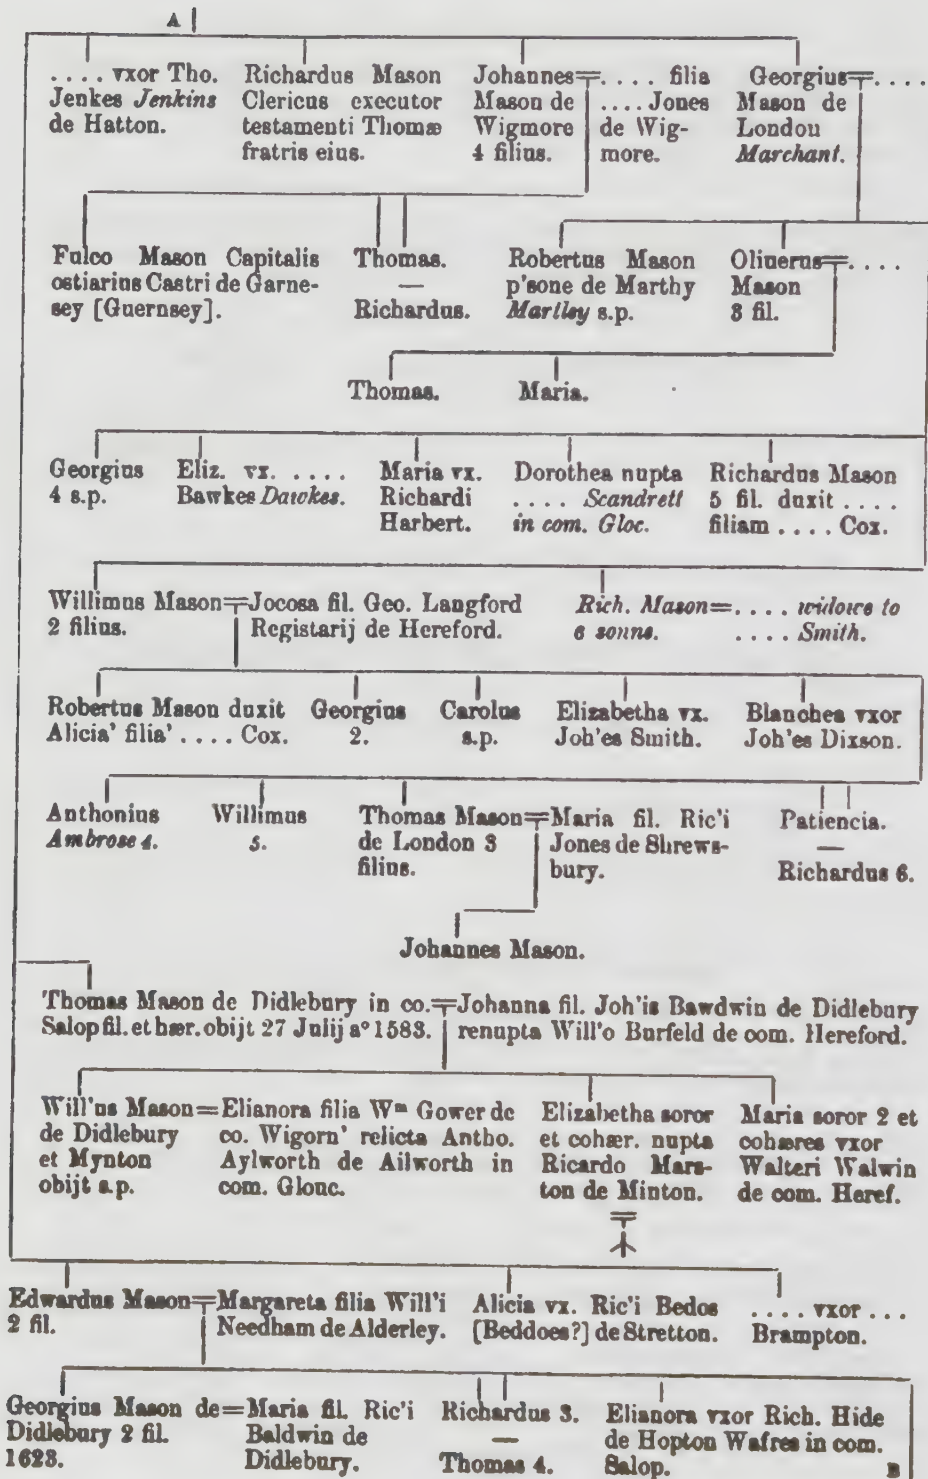 A
. . . . vxor Tho.
Jenkes Jenkins
de Hatton.
Richardus Mason
Clericus executor
testamenti Thomæ
fratris eius.
Johannes=. . . . filia
Mason de . . . . Jones
Wigmore de Wig-
4 filius. more.
Georgius=. . . .
Mason de
London
Marchant.
Fulco Mason Capitalis
ostiarius Castri de Garne-
sey [Guernsey].
Thomas.
—
Richardus.
Robertus Mason
p'sone de Marthy
Martley s.p.
Oliuerus=. . . .
Mason
3 fil.
Thomas.
Maria.
Georgius
4 s.p.
Eliz. vx. . . . .
Bawkes Dawkes.
Maria vx.
Richardi
Harbert.
Dorothea nupta
. . . . Scandrett
in com. Gloc.
Richardus Mason
5 fil. duxit . . . .
filiam . . . . Cox.
Willimus Mason=Jocosa fil. Geo. Langford
2 filius. Registarij de Hereford.
Rich. Mason=. . . . widowe to
6 sonne. . . . . Smith.
Robertus Mason duxit
Alicia' filia' . . . . Cox.
Georgius
2.
Carolus
s.p.
Elizabetha vx.
Joh'es Smith.
Blanchea vxor
Joh'es Dixson.
Anthonius
Ambrose 4.
Willimus
5.
Thomas Mason=Maria fil. Ric'i
de London 3 Jones de Shrews-
filius. bury.
Patiencia.
—
Richardus 6.
Johannes Mason.
Thomas Mason de Didlebury in co.=Johanna fil. Joh'is Bawdwin de Didlebury
Salop fil. et hær. obijt 27 Julij aº 1583. renupta Will'o Burfeld de com. Hereford.
Will'us Mason=Elianora filia Wᵐ Gower de
de Didlebury co. Wigorn' relicta Antho.
et Mynton Aylworth de Ailworth in
obijt s.p. com. Glouc.
Elizabetha soror
et cohær. nupta
Ricardo Mars-
ton de Minton.
Maria soror 2 et
cohæres vxor
Walteri Walwin
de com. Heref.
Edwardus Mason=Margareta filia Will'i
2 fil. Needham de Alderley.
Alicia vx. Ric'i Bedos
[Beddoes?] de Stretton.
. . . . vxor . . .
Brampton.
Georgius Mason de=Maria fil. Ric'i
Didlebury 2 fil. Baldwin de
1623. Didlebury.
Richardus 3.
—
Thomas 4.
Elianora vxor Rich. Hide
de Hopton Wafres in com.
Salop.
B